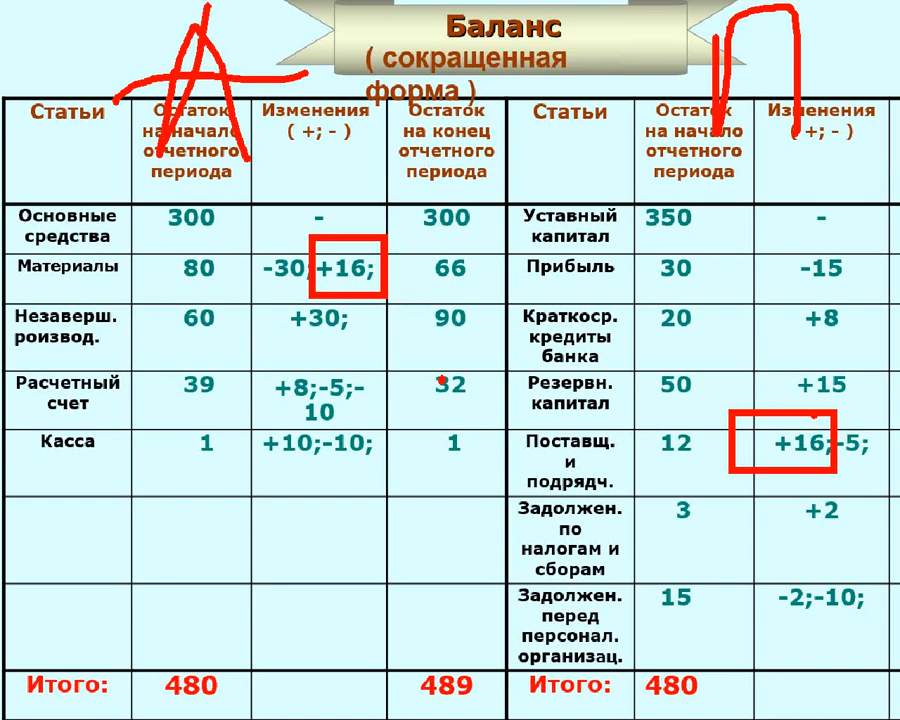 Баланс
( сокращенная
форма )
А П
Статьи Остаток на начало отчетного периода Изменения ( +; - ) Остаток на конец отчетного периода Статьи Остаток на начало отчетного периода Изменения ( +; - )
Основные средства 300 - 300 Уставный капитал 350 -
Материалы 80 -30;+16; 66 Прибыль 30 -15
Незаверш. роизвод. 60 +30; 90 Краткоср. кредиты банка 20 +8
Расчетный счет 39 +8;-5;-10 32 Резервн. капитал 50 +15
Касса 1 +10;-10; 1 Поставщ. и подрядч. 12 +16;-5;
Задолжен. по налогам и сборам 3 +2
Задолжен. перед персонал. организац. 15 -2;-10;
Итого: 480 489 Итого: 480